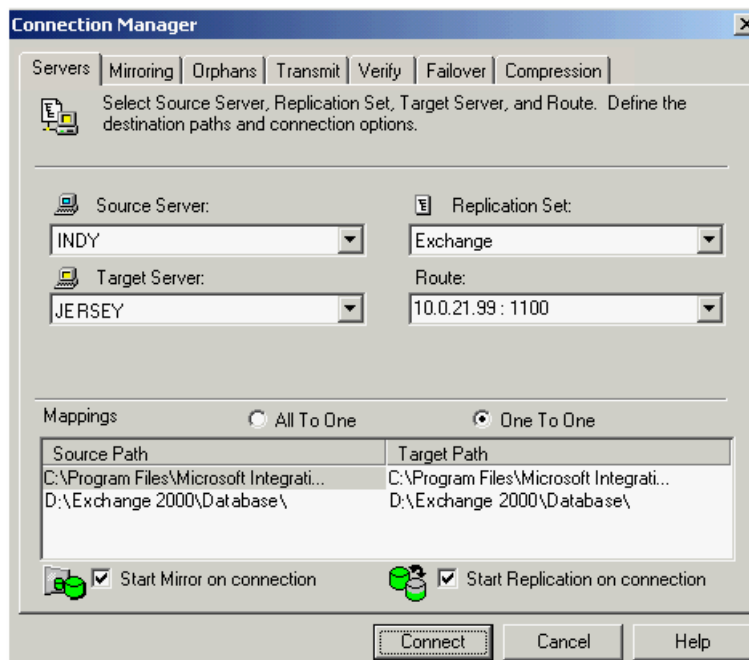 Connection Manager
Servers Mirroring Orphans Transmit Verify Failover Compression
Select Source Server, Replication Set, Target Server, and Route. Define the
destination paths and connection options.
Source Server:
Replication Set:
INDY
Exchange
Target Server:
Route:
JERSEY
10.0.21.99 : 1100
Mappings
All To One
One To One
Source Path
Target Path
C:\Program Files\Microsoft Integrati...
C:\Program Files\Microsoft Integrati...
D:\Exchange 2000\Database\
D:\Exchange 2000\Database\
Start Mirror on connection
Start Replication on connection
Connect
Cancel
Help